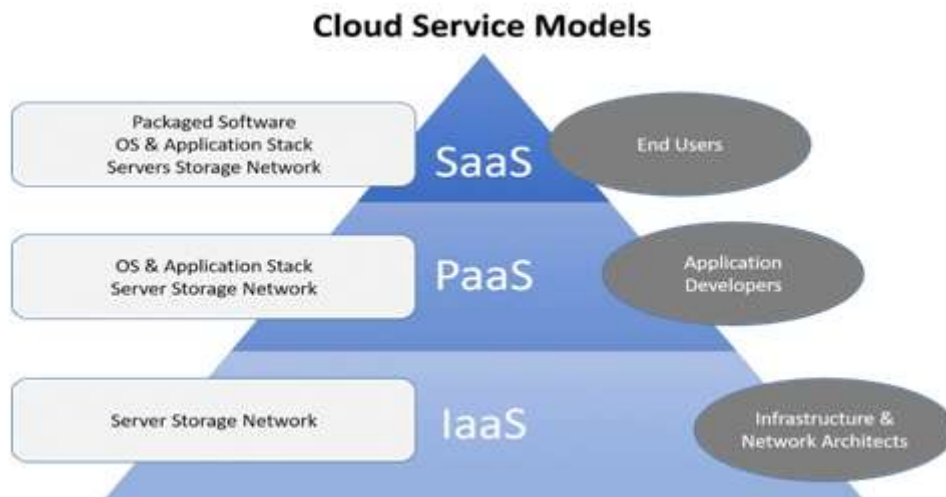 Cloud Service Models
Packaged Software
OS & Application Stack
Servers Storage Network
SaaS
End Users
OS & Application Stack
Server Storage Network
PaaS
Application
Developers
Server Storage Network
IaaS
Infrastructure &
Network Architects